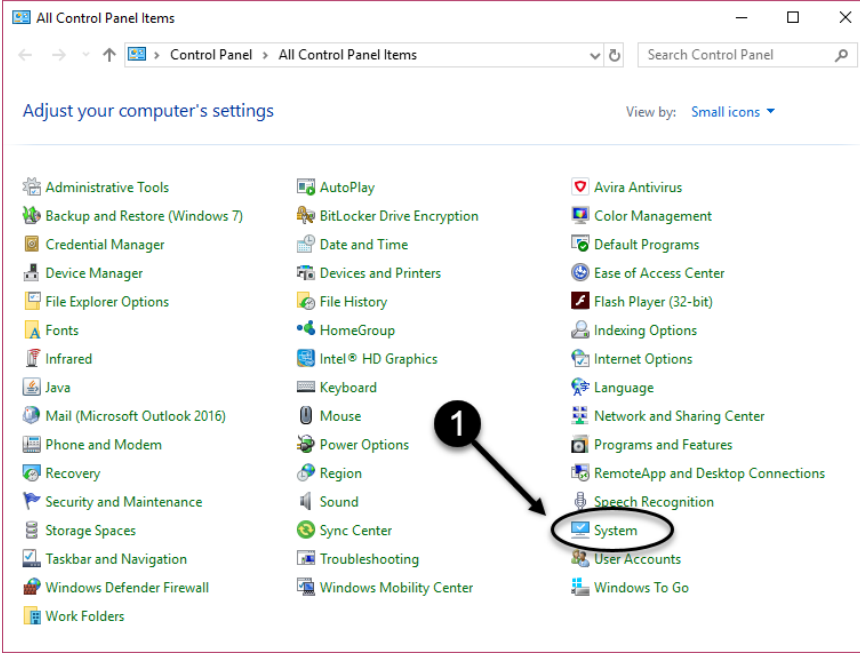 All Control Panel Items
Control Panel > All Control Panel Items
Search Control Panel
Adjust your computer's settings
View by: Small icons
Administrative Tools
AutoPlay
Avira Antivirus
Backup and Restore (Windows 7)
BitLocker Drive Encryption
Color Management
Credential Manager
Date and Time
Default Programs
Device Manager
Devices and Printers
Ease of Access Center
File Explorer Options
File History
Flash Player (32-bit)
Fonts
HomeGroup
Indexing Options
Infrared
Intel® HD Graphics
Internet Options
Java
Keyboard
Language
Mail (Microsoft Outlook 2016)
Mouse
1
Network and Sharing Center
Phone and Modem
Power Options
Programs and Features
Recovery
Region
RemoteApp and Desktop Connections
Security and Maintenance
Sound
Speech Recognition
Storage Spaces
Sync Center
System
Taskbar and Navigation
Troubleshooting
User Accounts
Windows Defender Firewall
Windows Mobility Center
Windows To Go
Work Folders